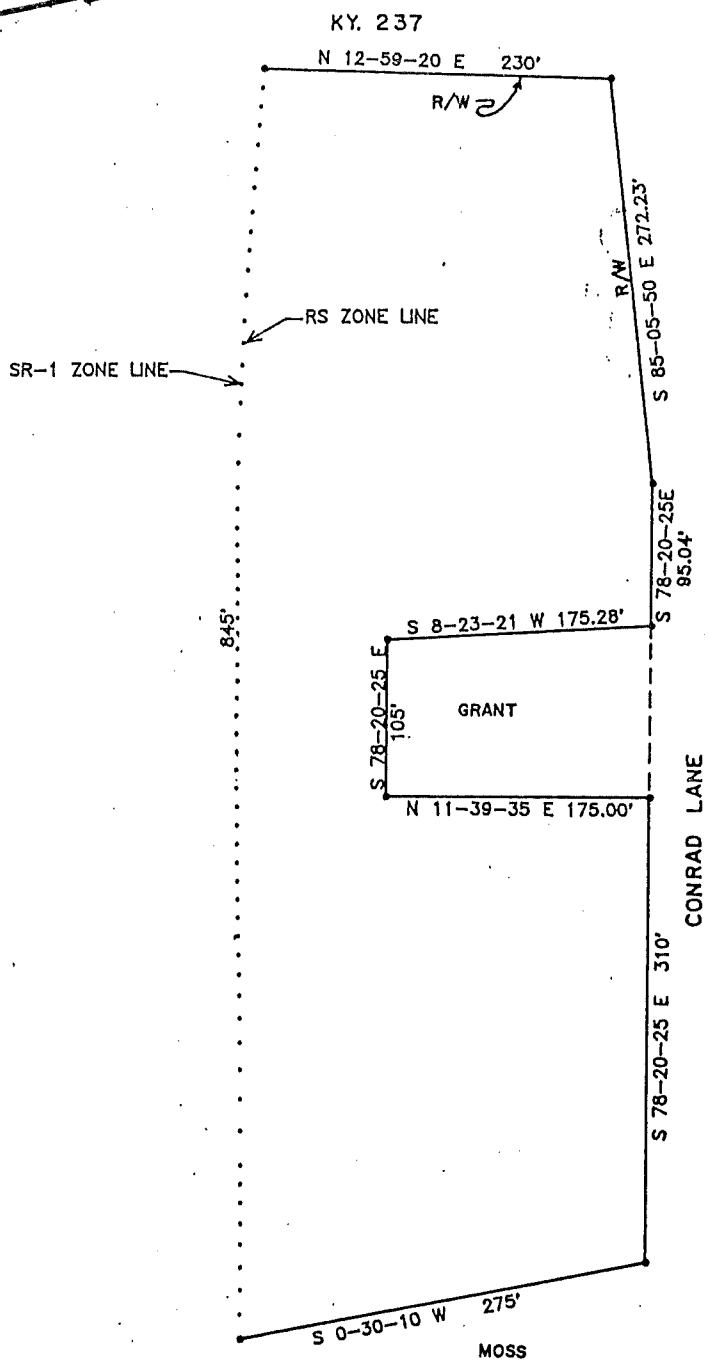 KY. 237
N 12-59-20 E 230'
R/W
R/W
S 85-05-50 E 272.23'
RS ZONE LINE
SR-1 ZONE LINE
S 78-20-25E
95.04'
845'
S 8-23-21 W 175.28'
S 78-20-25 E
105'
GRANT
N 11-39-35 E 175.00'
CONRAD LANE
S 78-20-25 E 310'
S 0-30-10 W 275'
MOSS